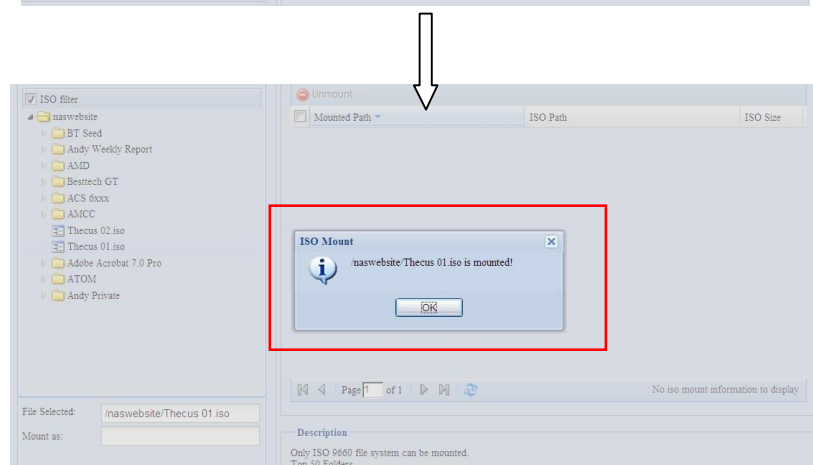 ISO filter
naswebsite
BT Seed
Andy Weekly Report
AMD
Besttech GT
ACS 6xxx
AMCC
Thecus 02.iso
Thecus 01.iso
Adobe Acrobat 7.0 Pro
ATOM
Andy Private
File Selected: /naswebsite/Thecus 01.iso
Mount as:
Unmount
Mounted Path ISO Path ISO Size
ISO Mount
/naswebsite/Thecus 01.iso is mounted!
OK
Page 1 of 1 No iso mount information to display
Description
Only ISO 9660 file system can be mounted.
Top 50 Folders